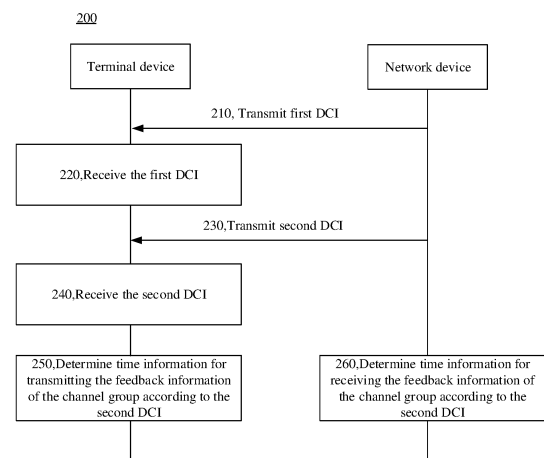 200
Terminal device
Network device
210, Transmit first DCI
220,Receive the first DCI
230,Transmit second DCI
240,Receive the second DCI
250,Determine time information for
transmitting the feedback information
of the channel group according to the
second DCI
260,Determine time information for
receiving the feedback information of
the channel group according to the
second DCI